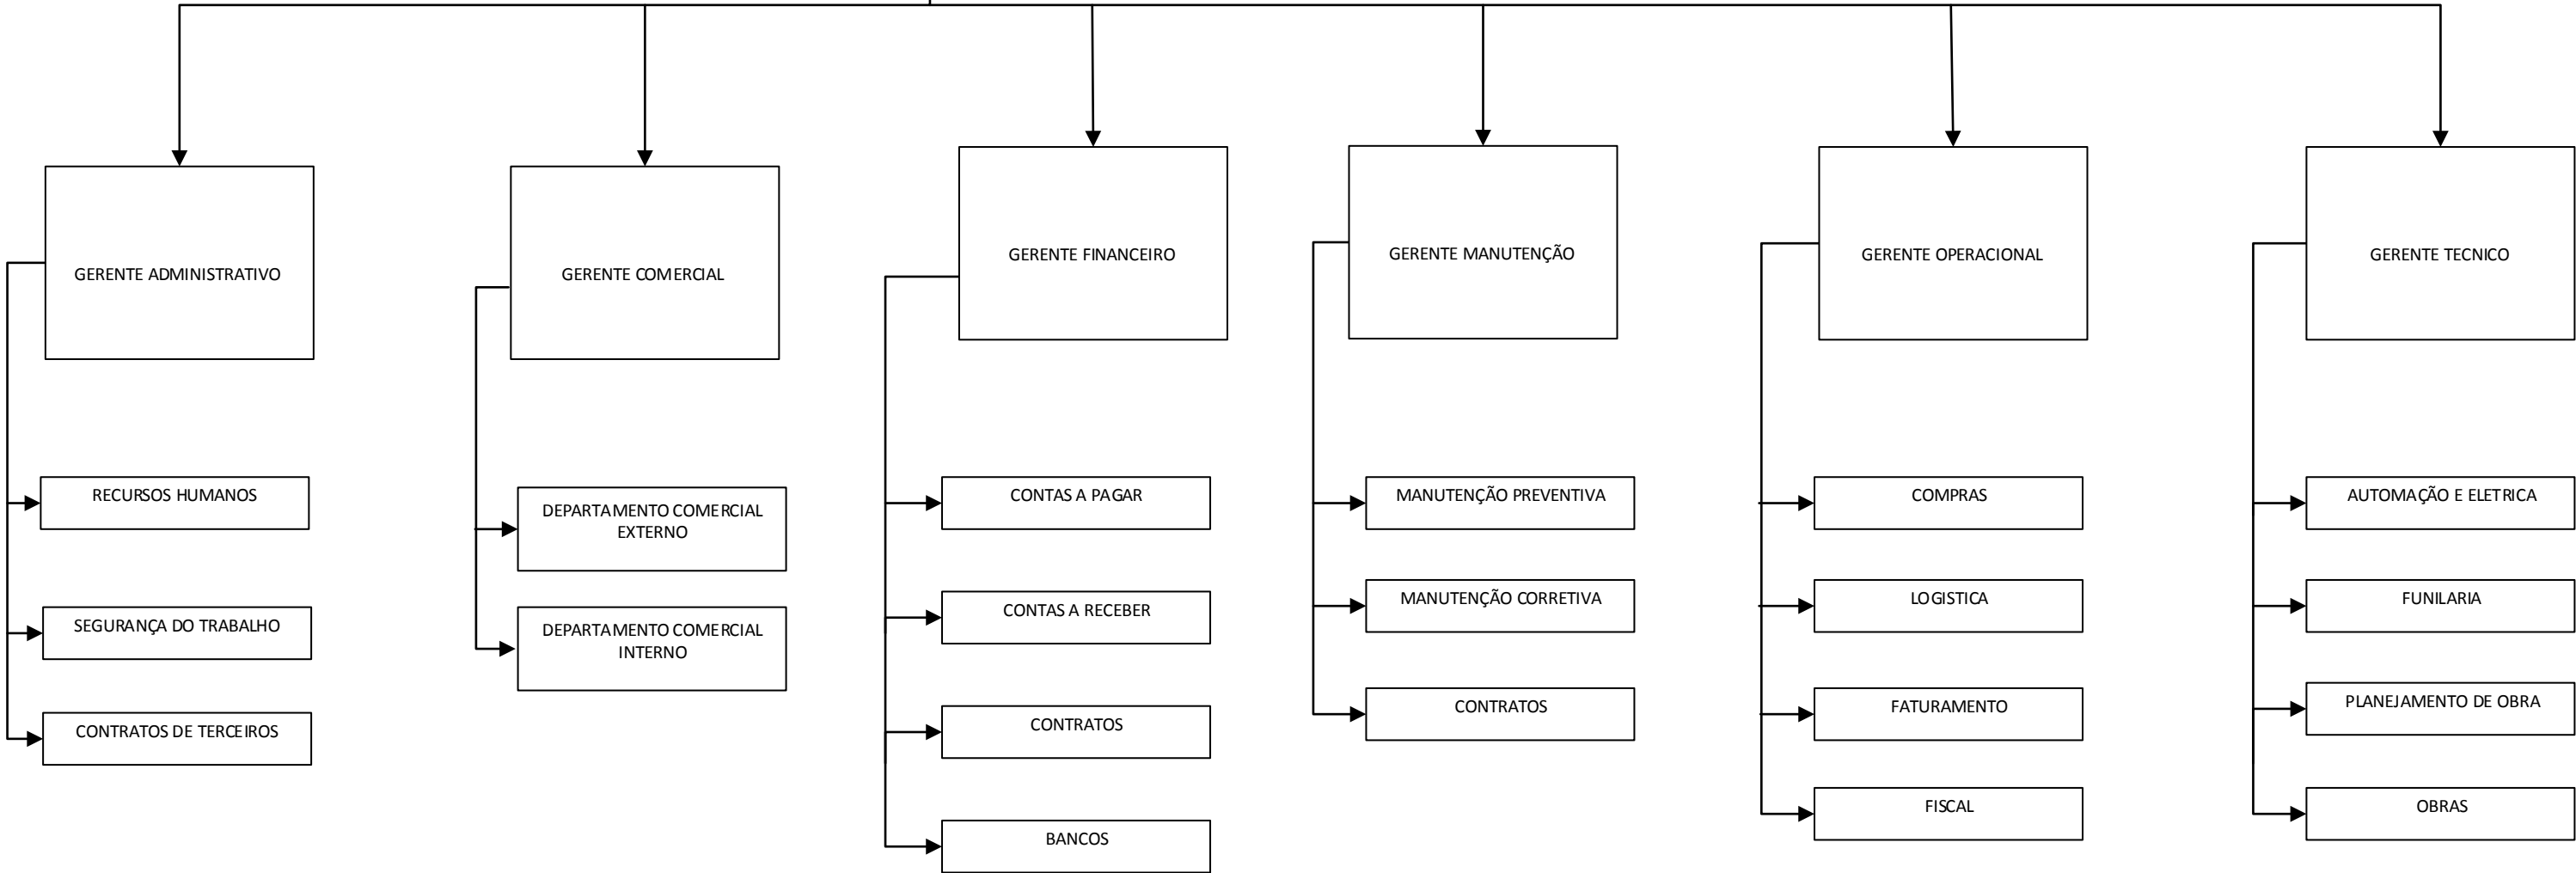 GERENTE ADMINISTRATIVO
GERENTE COMERCIAL
GERENTE FINANCEIRO
GERENTE MANUTENÇÃO
GERENTE OPERACIONAL
GERENTE TECNICO
RECURSOS HUMANOS
SEGURANÇA DO TRABALHO
CONTRATOS DE TERCEIROS
DEPARTAMENTO COMERCIAL
EXTERNO
DEPARTAMENTO COMERCIAL
INTERNO
CONTAS A PAGAR
CONTAS A RECEBER
CONTRATOS
BANCOS
MANUTENÇÃO PREVENTIVA
MANUTENÇÃO CORRETIVA
CONTRATOS
COMPRAS
LOGISTICA
FATURAMENTO
FISCAL
AUTOMAÇÃO E ELETRICA
FUNILARIA
PLANEJAMENTO DE OBRA
OBRAS